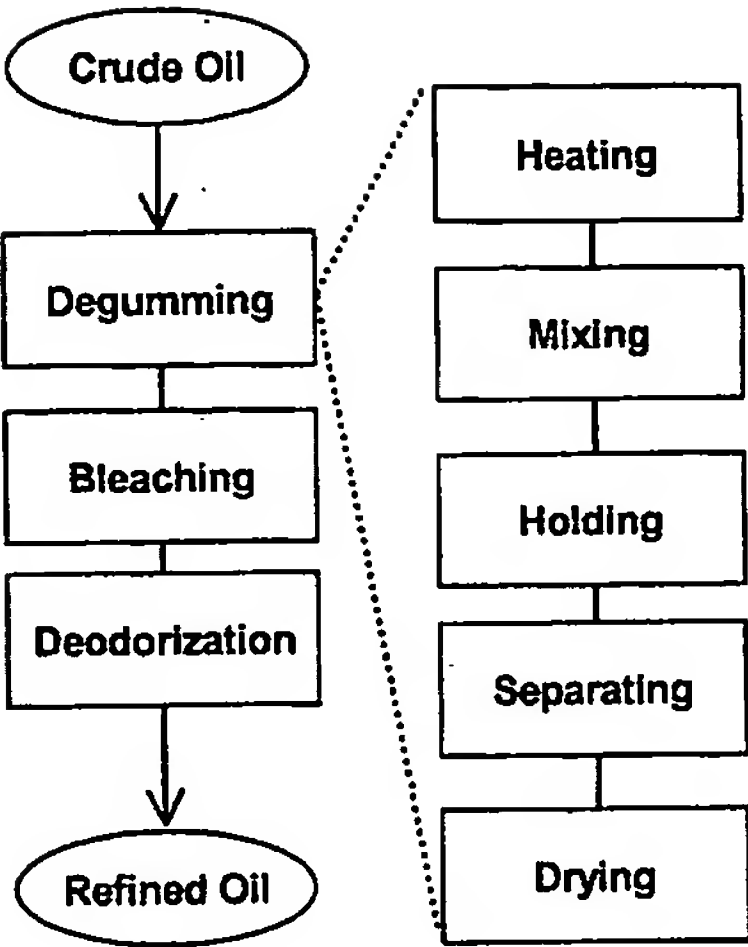 Crude Oil
Degumming
Bleaching
Deodorization
Refined Oil
Heating
Mixing
Holding
Separating
Drying